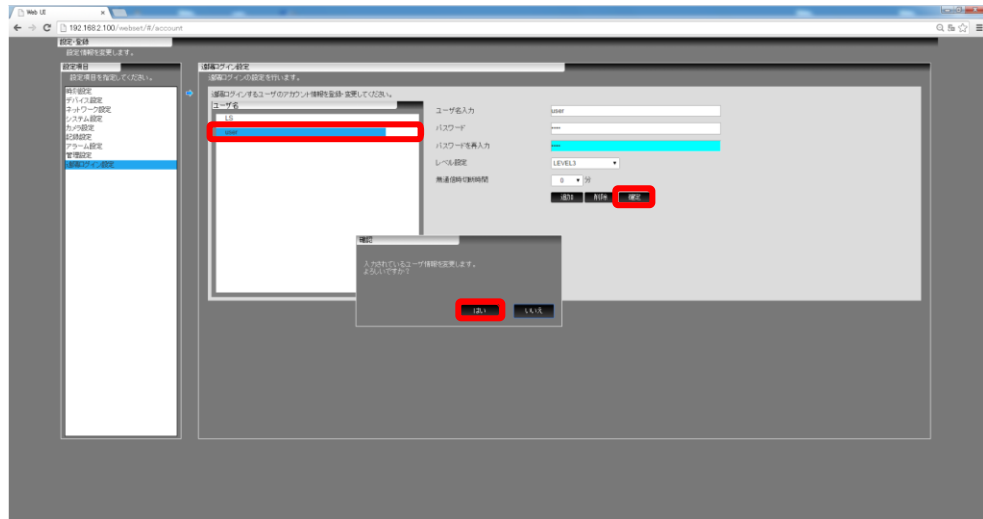 Web UI
192.168.2.100/webset/#/account
設定・登録
設定情報を変更します。
設定項目
設定項目を指定してください。
時刻設定
デバイス設定
ネットワーク設定
システム設定
カメラ設定
記録設定
アラーム設定
管理設定
遠隔ログイン設定
遠隔ログイン設定
遠隔ログインの設定を行います。
遠隔ログインするユーザのアカウント情報を登録・変更してください。
ユーザ名
LS
user
ユーザ名入力
user
パスワード
••••
パスワードを再入力
••••
レベル設定
LEVEL3
無通信時切断時間
0 分
追加 削除 確定
確認
入力されているユーザ情報を変更します。
よろしいですか？
はい いいえ